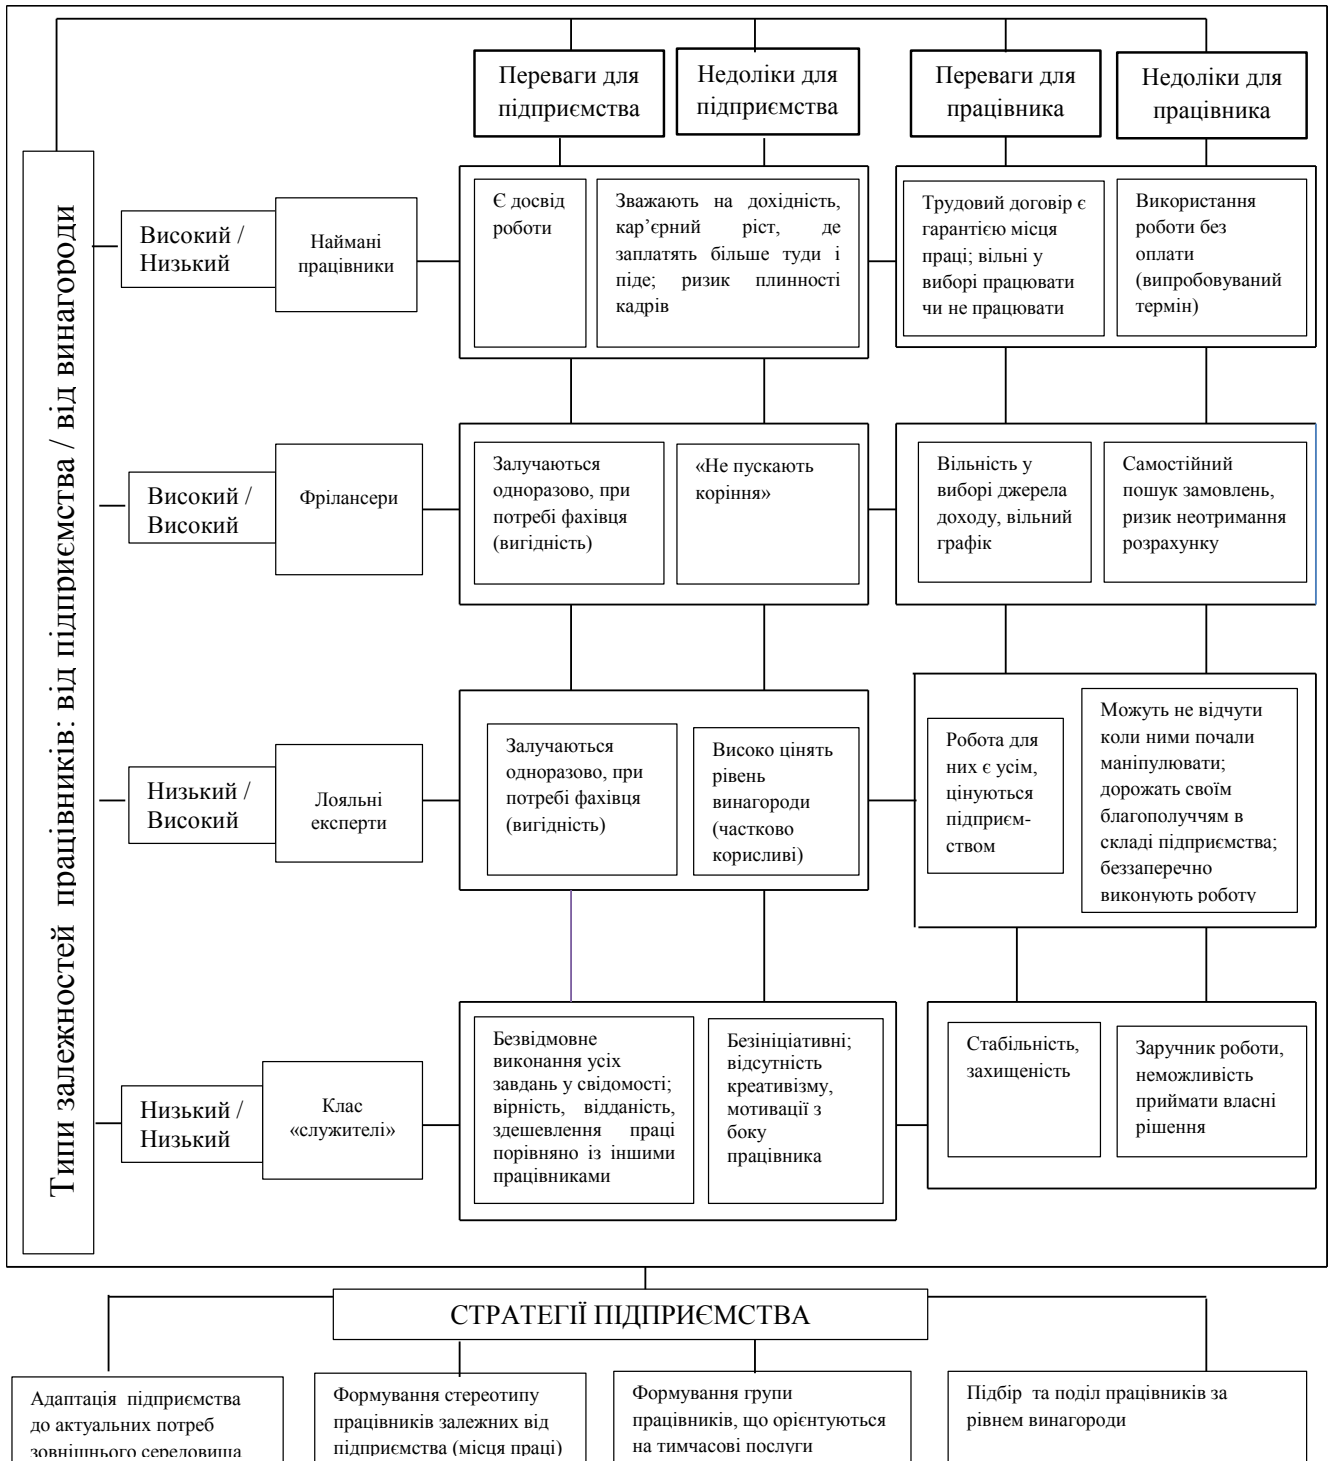 Переваги для
підприємства
Недоліки для
підприємства
Переваги для
працівника
Недоліки для
працівника
Типи залежностей працівників: від підприємства / від винагороди
Високий /
Низький
Наймані
працівники
Є досвід
роботи
Зважають на дохідність,
кар’єрний ріст, де
заплатять більше туди і
піде; ризик плинності
кадрів
Трудовий договір є
гарантією місця
праці; вільні у
виборі працювати
чи не працювати
Використання
роботи без
оплати
(випробовуваний
термін)
Високий /
Високий
Фрілансери
Залучаються
одноразово, при
потребі фахівця
(вигідність)
«Не пускають
коріння»
Вільність у
виборі джерела
доходу, вільний
графік
Самостійний
пошук замовлень,
ризик неотримання
розрахунку
Низький /
Високий
Лояльні
експерти
Залучаються
одноразово, при
потребі фахівця
(вигідність)
Високо цінять
рівень
винагороди
(частково
корисливі)
Робота для
них є усім,
цінуються
підприєм-
ством
Можуть не відчути
коли ними почали
маніпулювати;
дорожать своїм
благополуччям в
складі підприємства;
беззаперечно
виконують роботу
Низький /
Низький
Клас
«служителі»
Безвідмовне
виконання усіх
завдань у свідомості;
вірність, відданість,
здешевлення праці
порівняно із іншими
працівниками
Безініціативні;
відсутність
креативізму,
мотивації з
боку
працівника
Стабільність,
захищеність
Заручник роботи,
неможливість
приймати власні
рішення
СТРАТЕГІЇ ПІДПРИЄМСТВА
Адаптація підприємства
до актуальних потреб
зовнішнього середовища
Формування стереотипу
працівників залежних від
підприємства (місця праці)
Формування групи
працівників, що орієнтуються
на тимчасові послуги
Підбір та поділ працівників за
рівнем винагороди